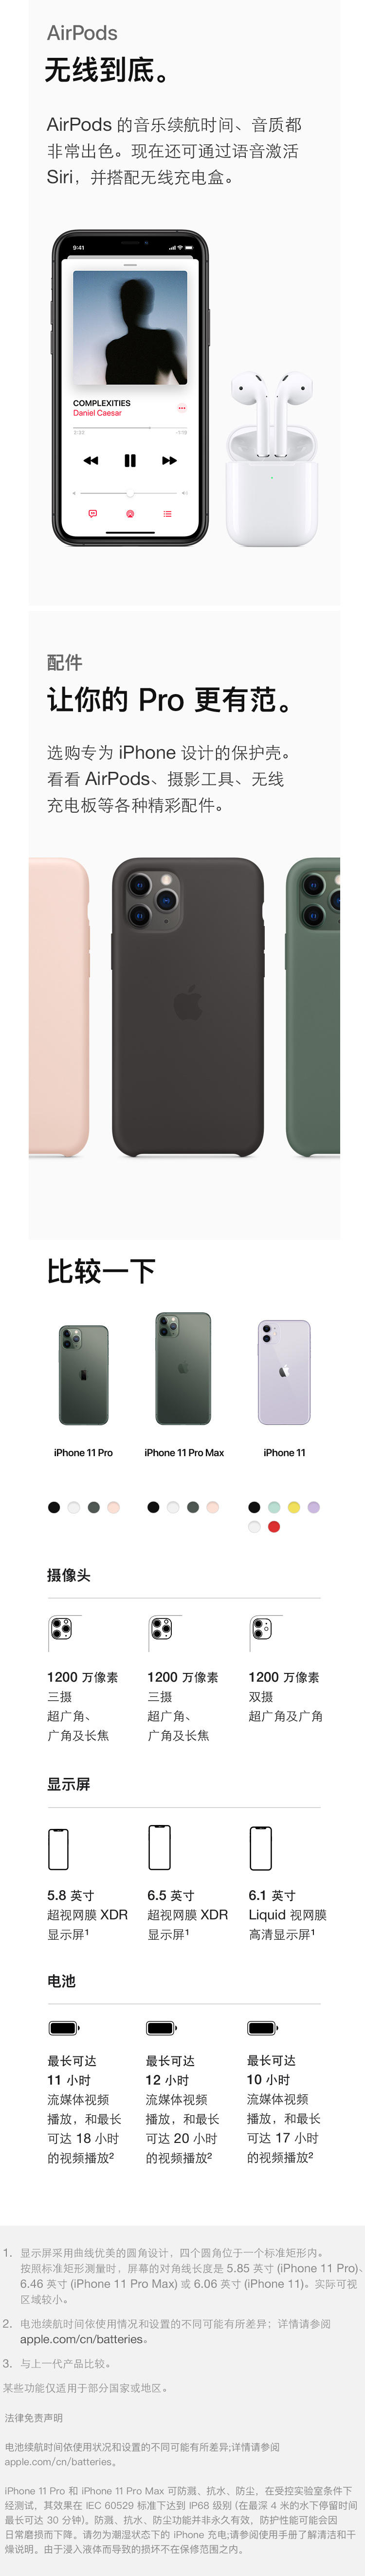 AirPods
无线到底。
AirPods 的音乐续航时间、音质都
非常出色。现在还可通过语音激活
Siri，并搭配无线充电盒。
9:41
COMPLEXITIES
Daniel Caesar
2:33 -1:15
配件
让你的 Pro 更有范。
选购专为 iPhone 设计的保护壳。
看看 AirPods、摄影工具、无线
充电板等各种精彩配件。
比较一下
iPhone 11 Pro iPhone 11 Pro Max iPhone 11
摄像头
1200 万像素 1200 万像素 1200 万像素
三摄 三摄 双摄
超广角、 超广角、 超广角及广角
广角及长焦 广角及长焦
显示屏
5.8 英寸 6.5 英寸 6.1 英寸
超视网膜 XDR 超视网膜 XDR Liquid 视网膜
显示屏¹ 显示屏¹ 高清显示屏¹
电池
最长可达 最长可达 最长可达
11 小时 12 小时 10 小时
流媒体视频 流媒体视频 流媒体视频
播放，和最长 播放，和最长 播放，和最长
可达 18 小时 可达 20 小时 可达 17 小时
的视频播放² 的视频播放² 的视频播放²
1. 显示屏采用曲线优美的圆角设计，四个圆角位于一个标准矩形内。
按照标准矩形测量时，屏幕的对角线长度是 5.85 英寸 (iPhone 11 Pro)、
6.46 英寸 (iPhone 11 Pro Max) 或 6.06 英寸 (iPhone 11)。实际可视
区域较小。
2. 电池续航时间依使用情况和设置的不同可能有所差异；详情请参阅
apple.com/cn/batteries。
3. 与上一代产品比较。
某些功能仅适用于部分国家或地区。
法律免责声明
电池续航时间依使用状况和设置的不同可能有所差异;详情请参阅
apple.com/cn/batteries。
iPhone 11 Pro 和 iPhone 11 Pro Max 可防溅、抗水、防尘，在受控实验室条件下
经测试，其效果在 IEC 60529 标准下达到 IP68 级别 (在最深 4 米的水下停留时间
最长可达 30 分钟)。防溅、抗水、防尘功能并非永久有效，防护性能可能会因
日常磨损而下降。请勿为潮湿状态下的 iPhone 充电;请参阅使用手册了解清洁和干
燥说明。由于浸入液体而导致的损坏不在保修范围之内。